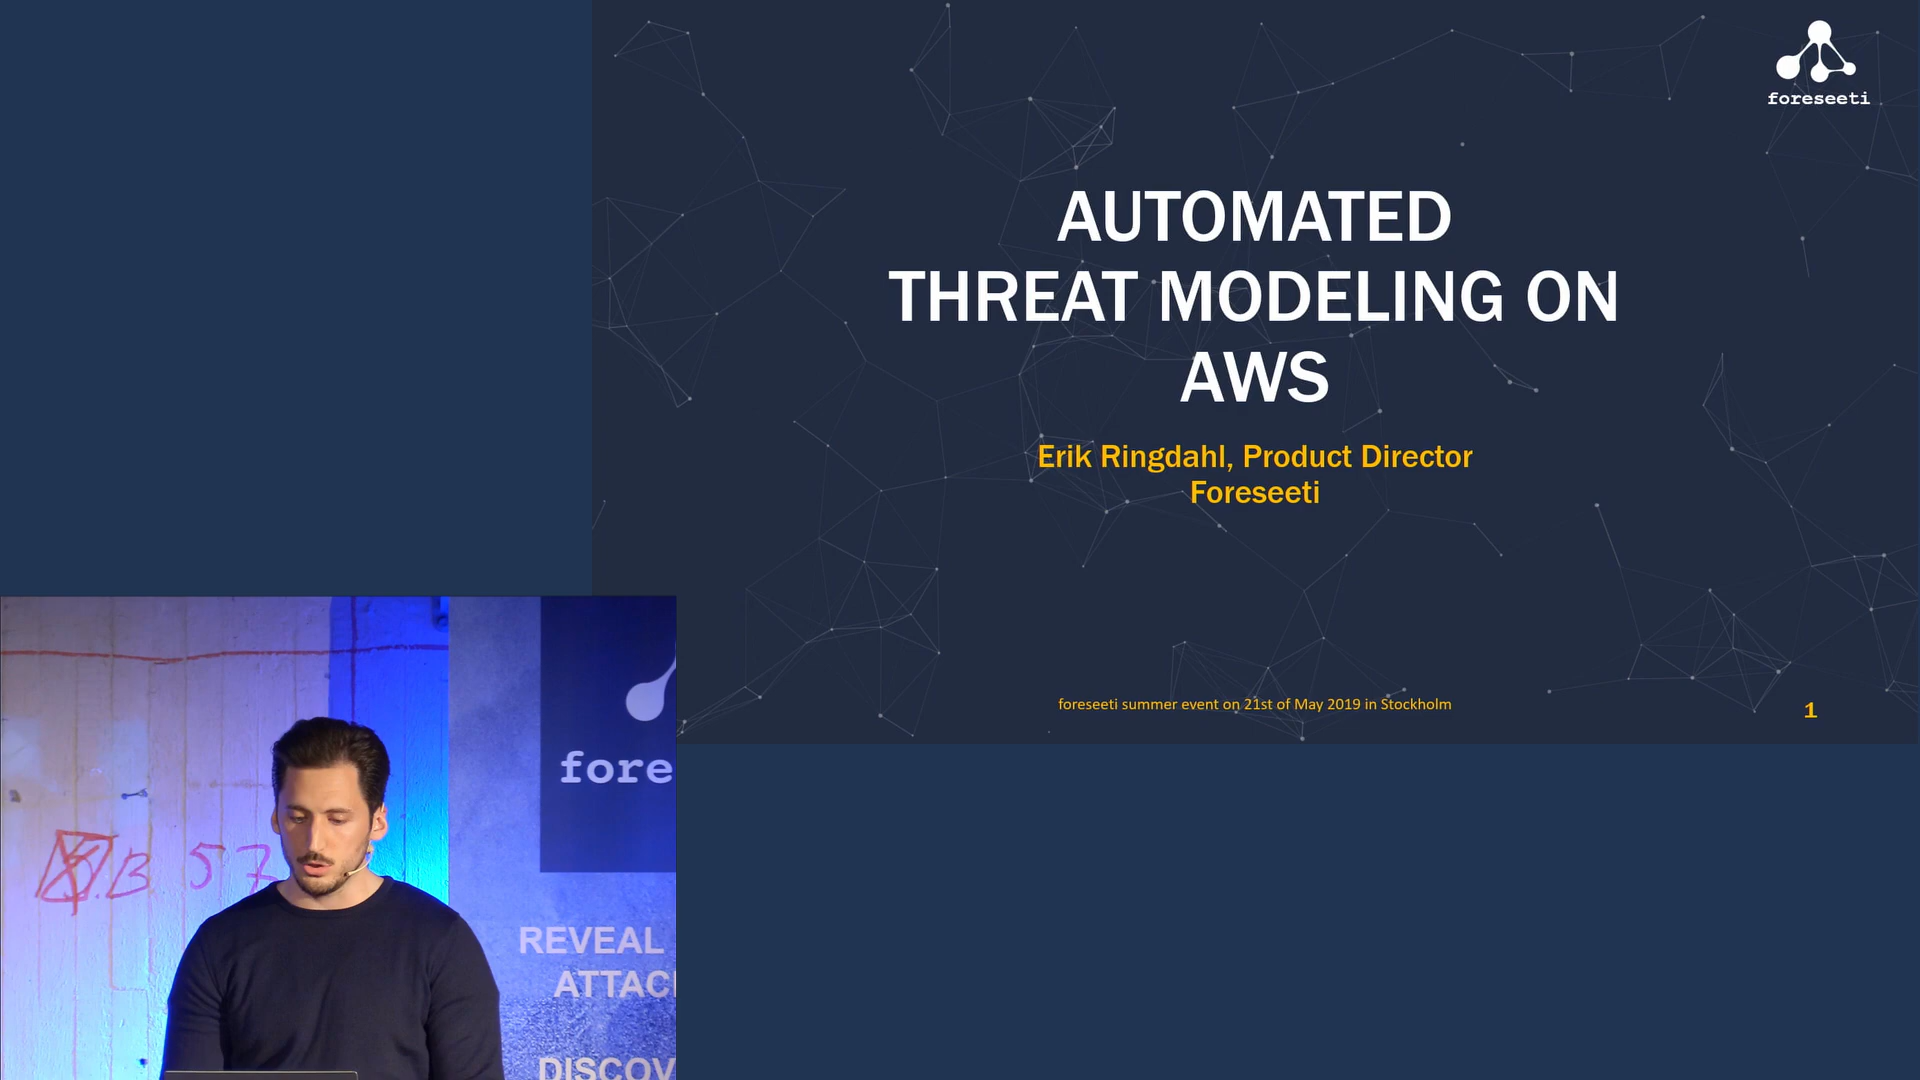 foreseeti
AUTOMATED
THREAT MODELING ON
AWS
Erik Ringdahl, Product Director
Foreseeti
foreseeti summer event on 21st of May 2019 in Stockholm
1
fore
B 57
REVEAL
ATTAC
DISCOV